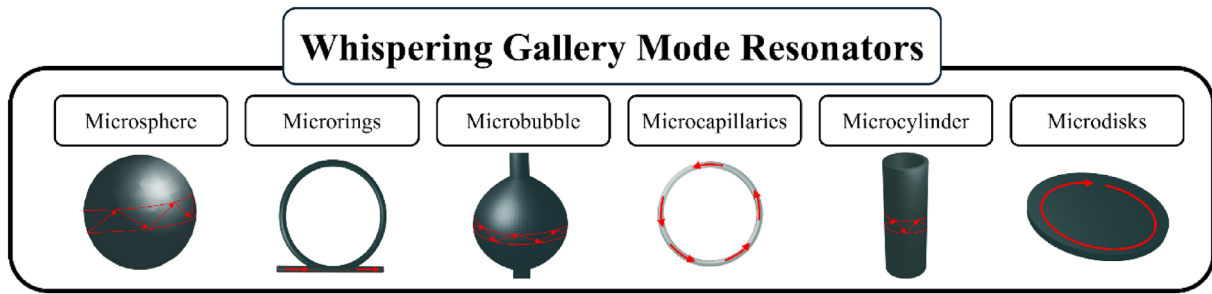 Whispering Gallery Mode Resonators
Microsphere
Microrings
Microbubble
Microcapillaries
Microcylinder
Microdisks